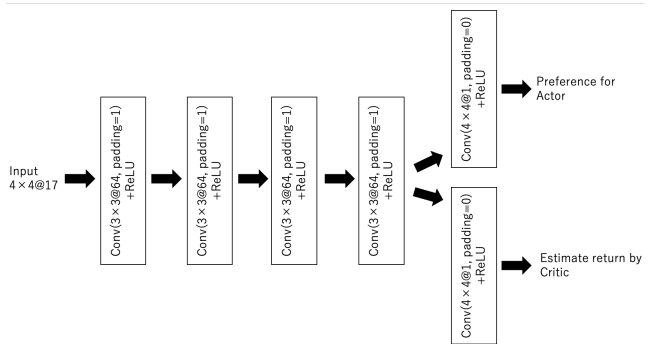 Input
4×4@17
Conv(3×3@64, padding=1)
+ReLU
Conv(3×3@64, padding=1)
+ReLU
Conv(3×3@64, padding=1)
+ReLU
Conv(3×3@64, padding=1)
+ReLU
Conv(4×4@1, padding=0)
+ReLU
Preference for
Actor
Conv(4×4@1, padding=0)
+ReLU
Estimate return by
Critic